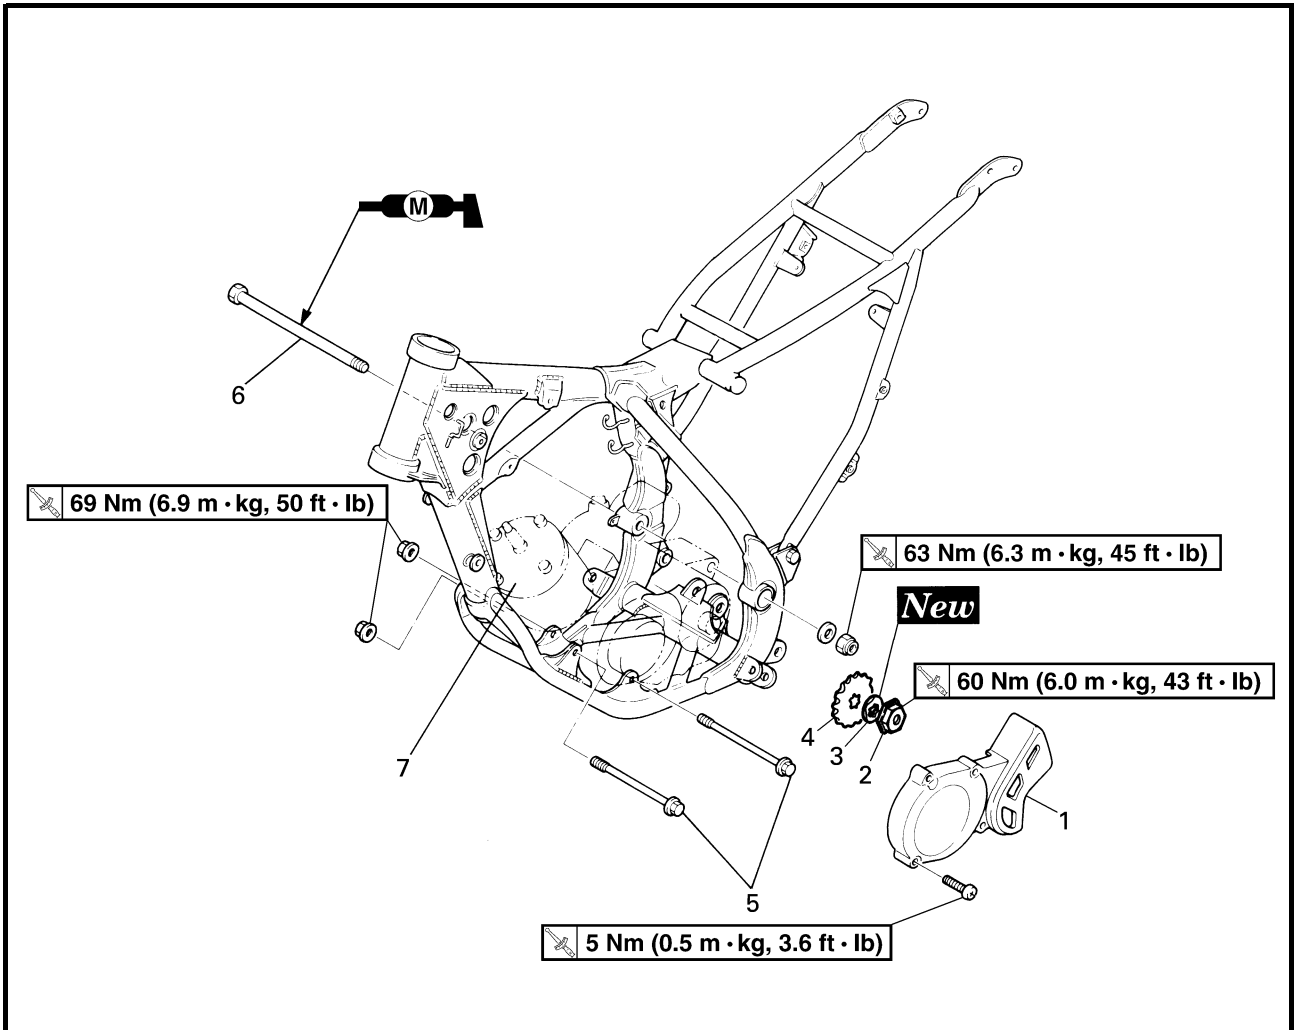 M
6
69 Nm (6.9 m・kg, 50 ft・lb)
63 Nm (6.3 m・kg, 45 ft・lb)
New
60 Nm (6.0 m・kg, 43 ft・lb)
4
3
2
7
1
5
5 Nm (0.5 m・kg, 3.6 ft・lb)